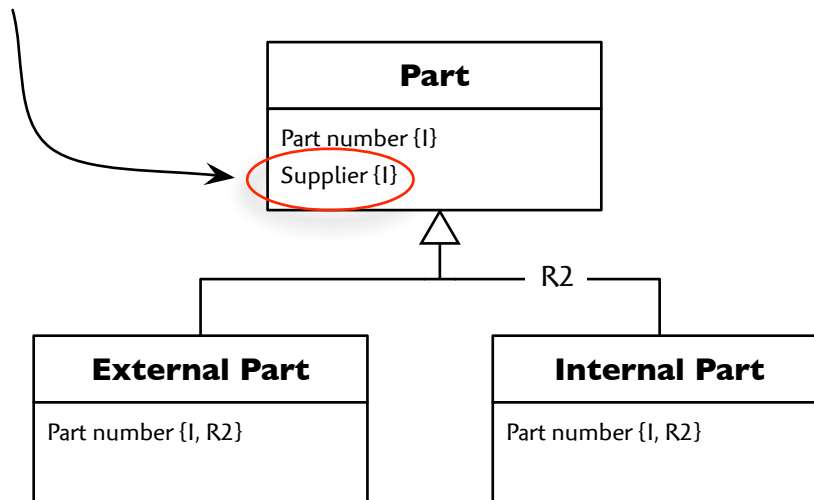 Part
Part number {I}
Supplier {I}
R2
External Part
Part number {I, R2}
Internal Part
Part number {I, R2}